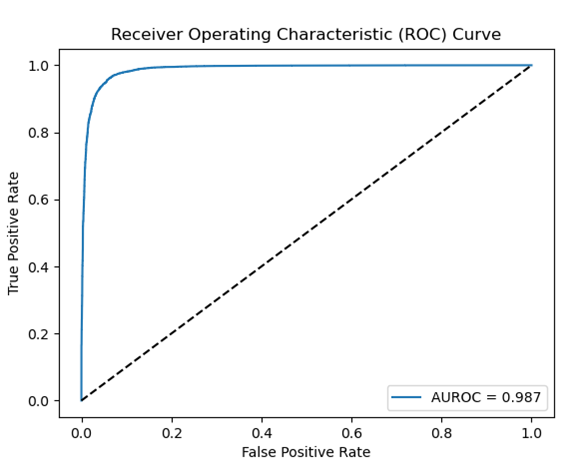 Receiver Operating Characteristic (ROC) Curve
True Positive Rate
1.0
0.8
0.6
0.4
0.2
0.0
AUROC = 0.987
0.0 0.2 0.4 0.6 0.8 1.0
False Positive Rate